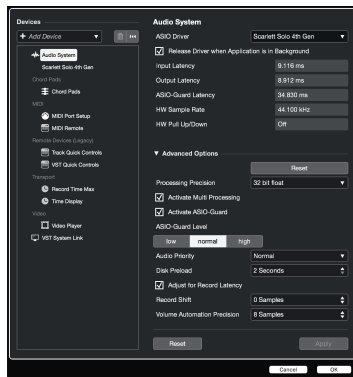 Devices
+ Add Device
Audio System
Scarlett Solo 4th Gen
Chord Pads
Chord Pads
MIDI
MIDI Port Setup
MIDI Remote
Remote Devices (Legacy)
Track Quick Controls
VST Quick Controls
Transport
Record Time Max
Time Display
Video
Video Player
VST System Link
Audio System
ASIO Driver Scarlett Solo 4th Gen
Release Driver when Application is in Background
Input Latency 9.116 ms
Output Latency 8.912 ms
ASIO-Guard Latency 34.830 ms
HW Sample Rate 44.100 kHz
HW Pull Up/Down Off
Advanced Options
Reset
Processing Precision 32 bit float
Activate Multi Processing
Activate ASIO-Guard
ASIO-Guard Level
low normal high
Audio Priority Normal
Disk Preload 2 Seconds
Adjust for Record Latency
Record Shift 0 Samples
Volume Automation Precision 8 Samples
Reset Apply
Cancel OK